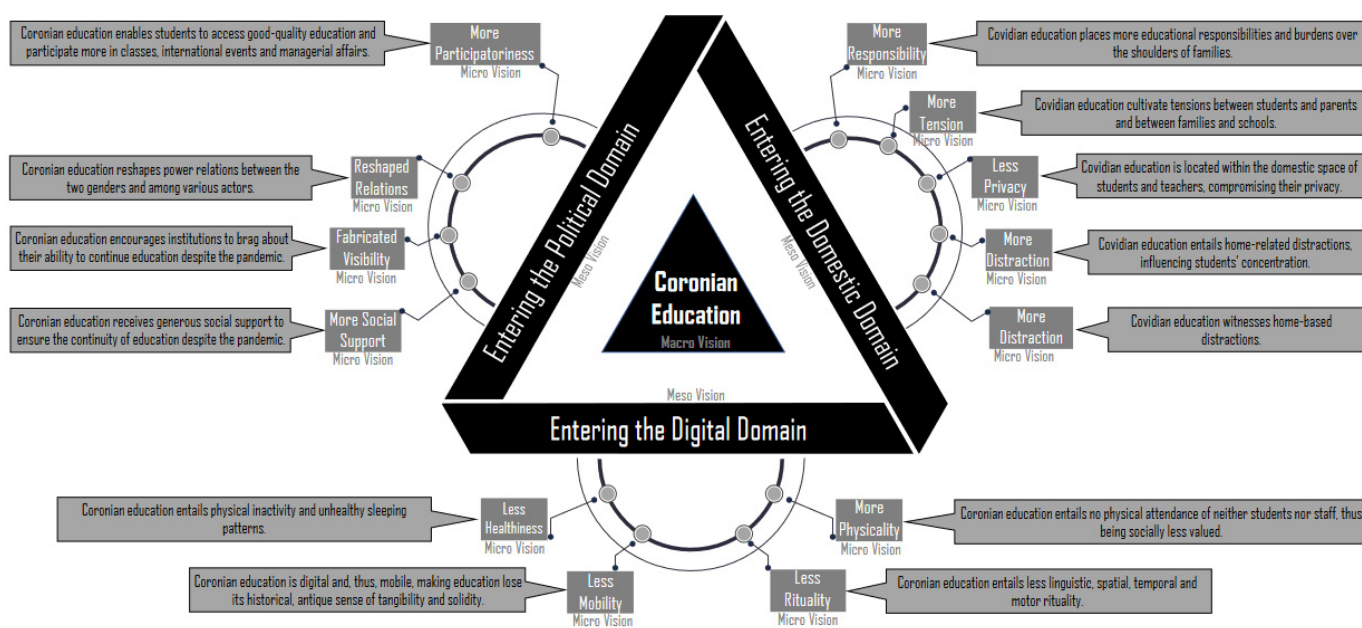 Coronian education enables students to access good-quality education and
participate more in classes, international events and managerial affairs.
More
Participatoriness
Micro Vision
Coronian education reshapes power relations between the
two genders and among various actors.
Reshaped
Relations
Micro Vision
Coronian education encourages institutions to brag about
their ability to continue education despite the pandemic.
Fabricated
Visibility
Micro Vision
Coronian education receives generous social support to
ensure the continuity of education despite the pandemic.
More Social
Support
Micro Vision
Entering the Political Domain
Meso Vision
Coronian
Education
Macro Vision
Meso Vision
Entering the Domestic Domain
More
Responsibility
Micro Vision
Covidian education places more educational responsibilities and burdens over
the shoulders of families.
More
Tension
Micro Vision
Covidian education cultivate tensions between students and parents
and between families and schools.
Less
Privacy
Micro Vision
Covidian education is located within the domestic space of
students and teachers, compromising their privacy.
More
Distraction
Micro Vision
Covidian education entails home-related distractions,
influencing students' concentration.
More
Distraction
Micro Vision
Covidian education witnesses home-based
distractions.
Meso Vision
Entering the Digital Domain
Coronian education entails physical inactivity and unhealthy sleeping
patterns.
Less
Healthiness
Micro Vision
Coronian education is digital and, thus, mobile, making education lose
its historical, antique sense of tangibility and solidity.
Less
Mobility
Micro Vision
More
Physicality
Micro Vision
Coronian education entails no physical attendance of neither students nor staff, thus
being socially less valued.
Less
Rituality
Micro Vision
Coronian education entails less linguistic, spatial, temporal and
motor rituality.